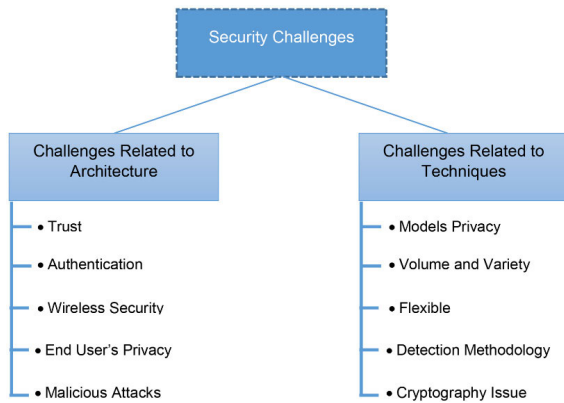 Security Challenges
Challenges Related to
Architecture
• Trust
• Authentication
• Wireless Security
• End User's Privacy
• Malicious Attacks
Challenges Related to
Techniques
• Models Privacy
• Volume and Variety
• Flexible
• Detection Methodology
• Cryptography Issue